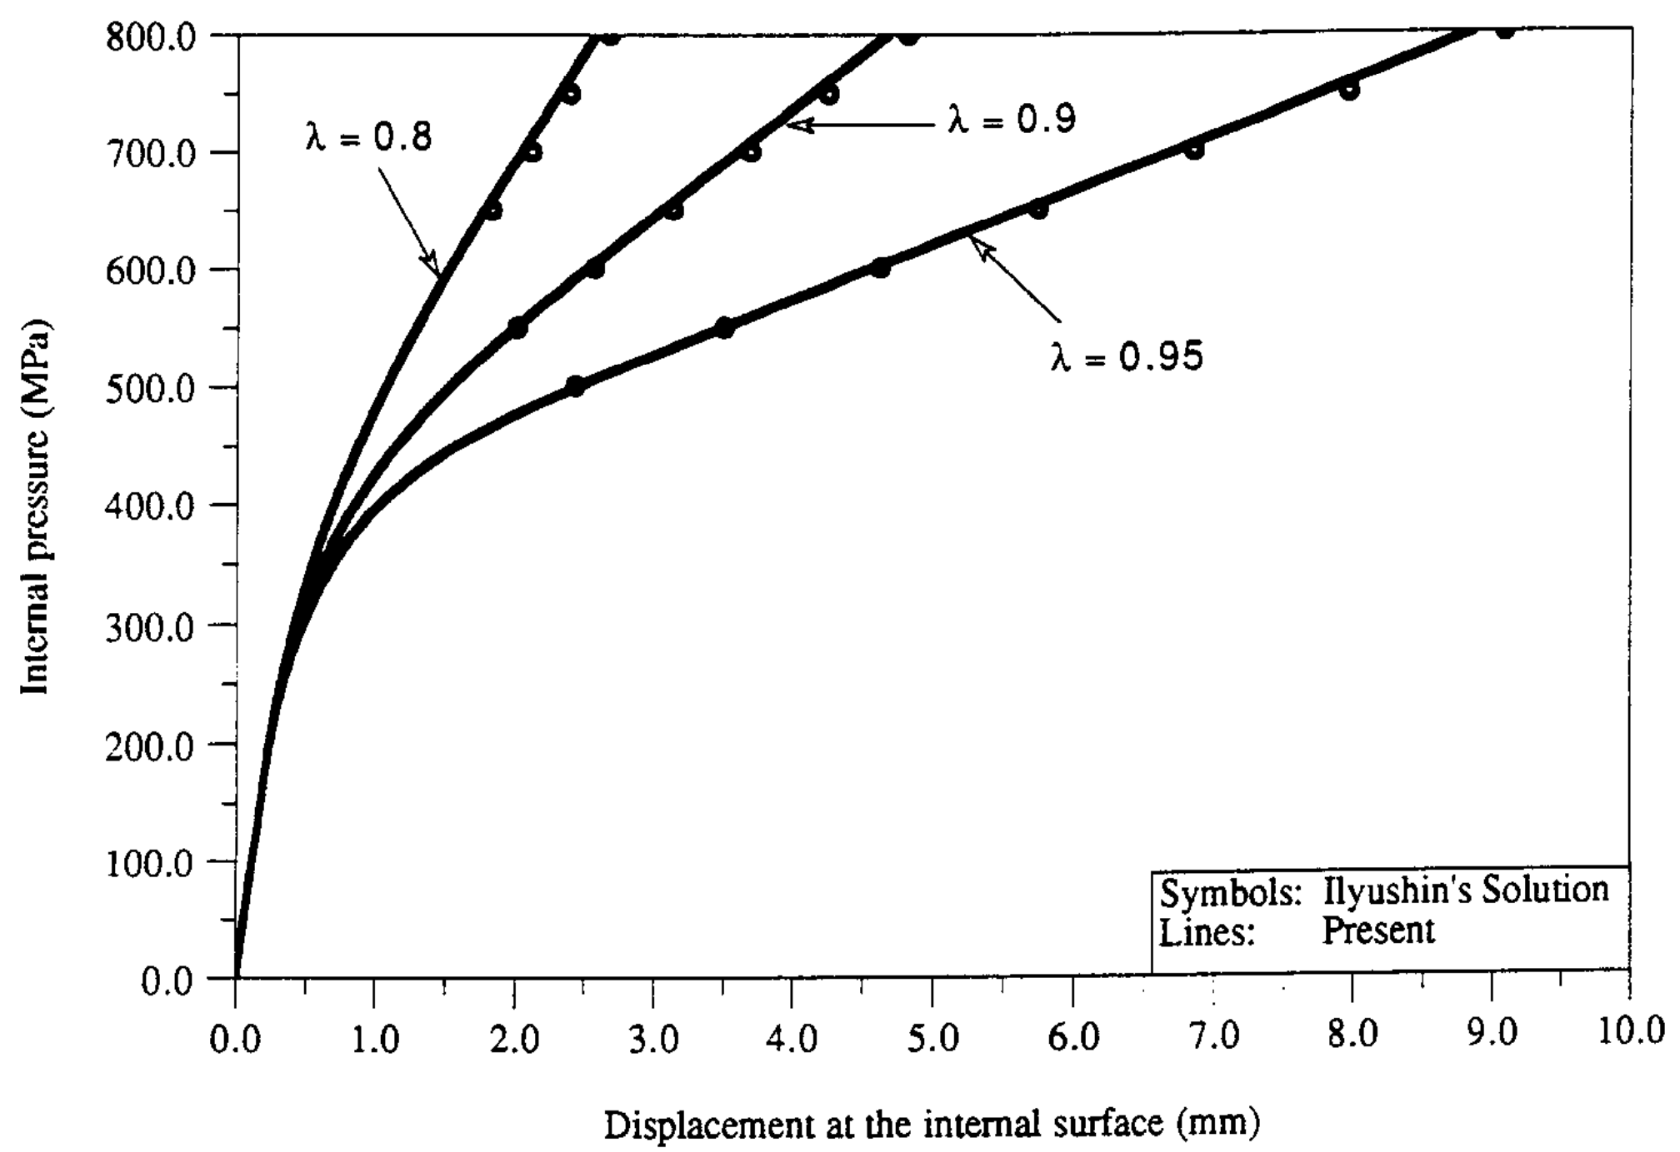 800.0
700.0
600.0
500.0
400.0
300.0
200.0
100.0
0.0
Internal pressure (MPa)
λ = 0.8
λ = 0.9
λ = 0.95
Symbols: Ilyushin's Solution
Lines: Present
0.0 1.0 2.0 3.0 4.0 5.0 6.0 7.0 8.0 9.0 10.0
Displacement at the internal surface (mm)